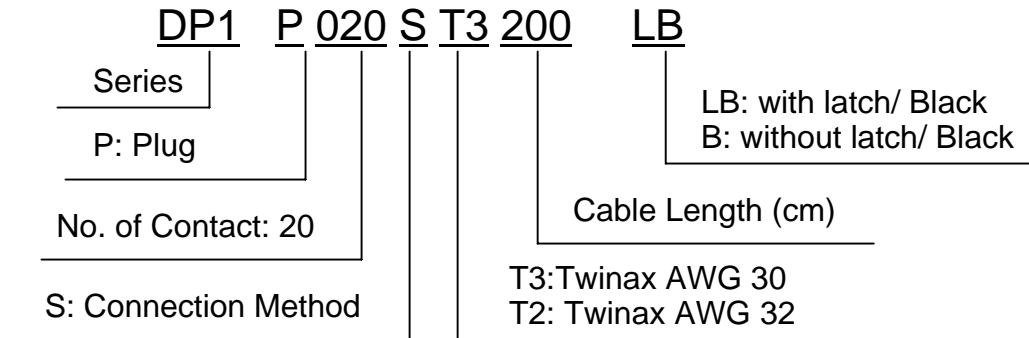 DP1 P 020 S T3 200 LB
Series
LB: with latch/ Black
B: without latch/ Black
P: Plug
No. of Contact: 20
Cable Length (cm)
S: Connection Method
T3:Twinax AWG 30
T2: Twinax AWG 32